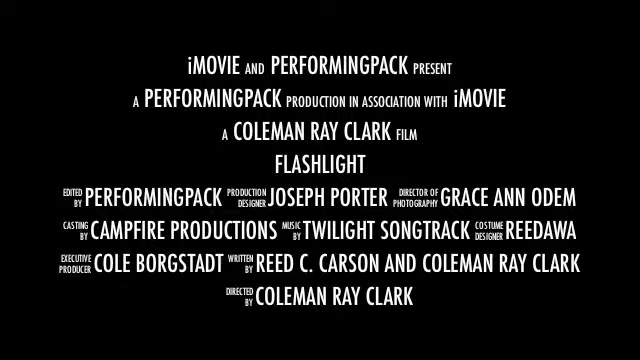 iMOVIE AND PERFORMINGPACK PRESENT
A PERFORMINGPACK PRODUCTION IN ASSOCIATION WITH iMOVIE
A COLEMAN RAY CLARK FILM
FLASHLIGHT
EDITED BY PERFORMINGPACK PRODUCTION DESIGNER JOSEPH PORTER DIRECTOR OF PHOTOGRAPHY GRACE ANN ODEM
CASTING BY CAMPFIRE PRODUCTIONS MUSIC BY TWILIGHT SONGTRACK COSTUME DESIGNER REEDAWA
EXECUTIVE PRODUCER COLE BORGSTADT WRITTEN BY REED C. CARSON AND COLEMAN RAY CLARK
DIRECTED BY COLEMAN RAY CLARK